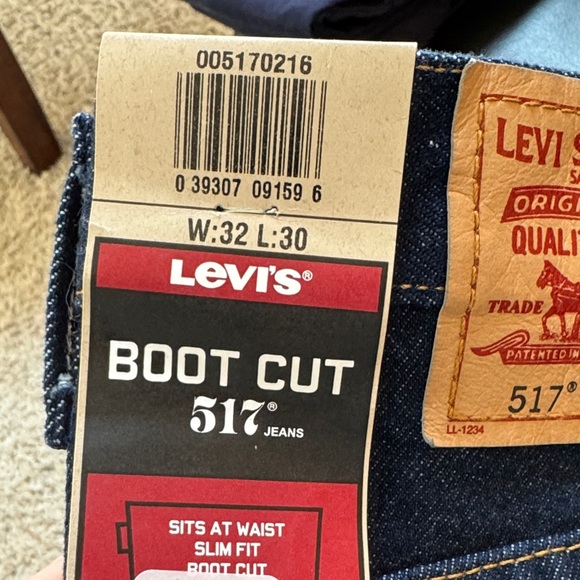 005170216
0 39307 09159 6
W:32 L:30
LEVI'S®
BOOT CUT
517® JEANS
SITS AT WAIST
SLIM FIT
BOOT CUT
LEVI
ORIGI
QUALIT
TRADE
PATENTED IN
517®
LL-1234